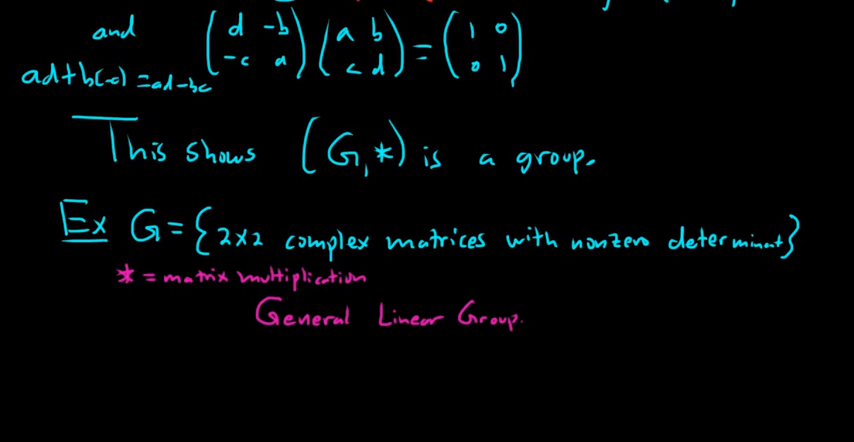 and (d -b -c a) (a b c d) = (1 0 0 1)
ad+b(-c) = ad-bc
This shows (G,*) is a group.
Ex G = {2x2 complex matrices with nonzero determinat}
* = matrix multiplication
General Linear Group.